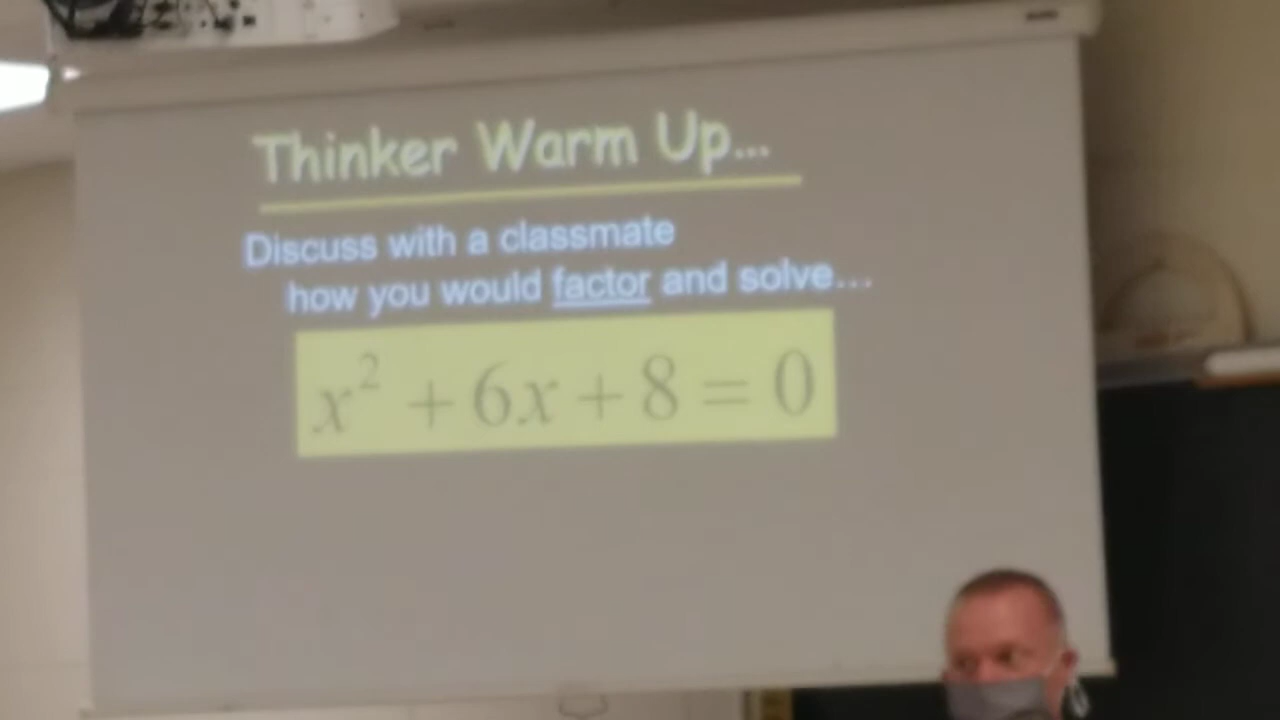 Thinker Warm Up...
Discuss with a classmate
how you would factor and solve...
x² + 6x + 8 = 0